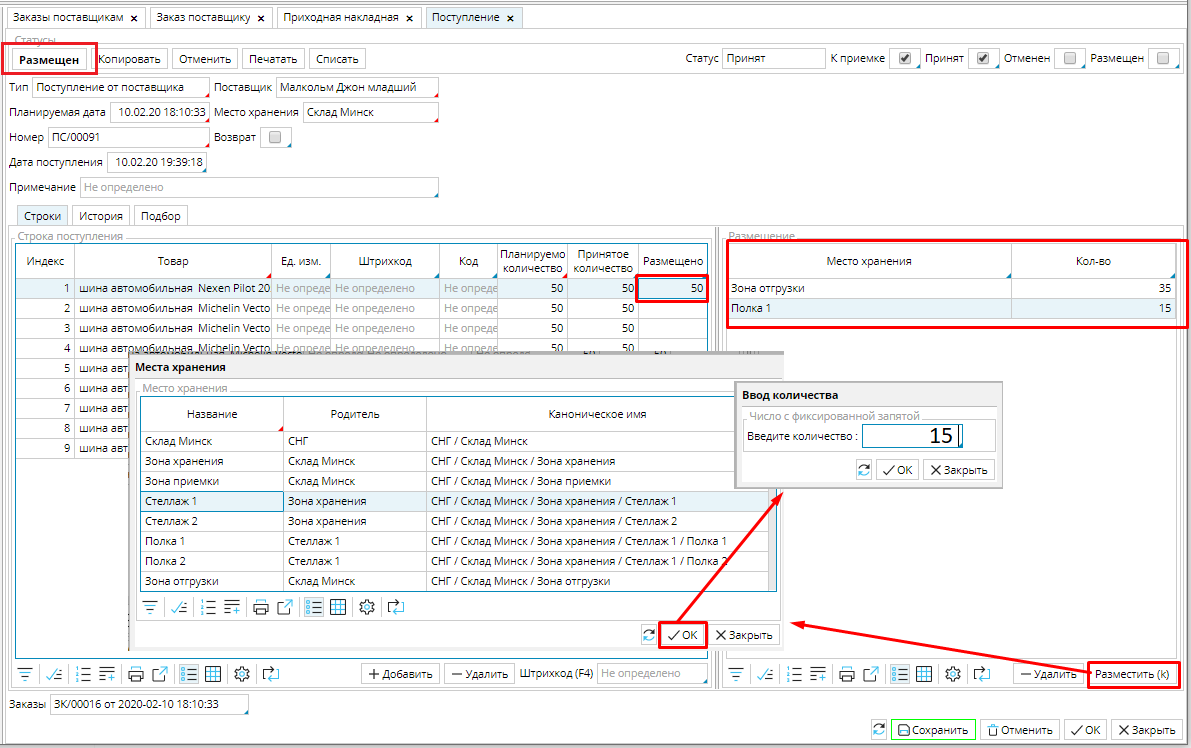 Заказы поставщикам × Заказ поставщику × Приходная накладная × Поступление ×
Статусы
Размещен Копировать Отменить Печатать Списать Статус Принят К приемке Принят Отменен Размещен
Тип Поступление от поставщика Поставщик Малкольм Джон младший
Планируемая дата 10.02.20 18:10:33 Место хранения Склад Минск
Номер ПС/00091 Возврат
Дата поступления 10.02.20 19:39:18
Примечание Не определено
Строки История Подбор
Строка поступления
Индекс Товар Ед. изм. Штрихкод Код Планируемо количество Принятое количество Размещено
1 шина автомобильная Nexen Pilot 20 Не опреде Не определено Не опреде 50 50 50
2 шина автомобильная Michelin Vecto Не опреде Не определено Не опреде 50 50
3 шина автомобильная Michelin Vecto Не опреде Не определено Не опреде 50 50
4 шина автомобильная Michelin Vecto Не опреде Не определено Не опреде 50 50
5 шина авт
6 шина авт
7 шина авт
8 шина авт
9 шина авт
Размещение
Место хранения Кол-во
Зона отгрузки 35
Полка 1 15
Места хранения
Место хранения
Название Родитель Каноническое имя
Склад Минск СНГ СНГ / Склад Минск
Зона хранения Склад Минск СНГ / Склад Минск / Зона хранения
Зона приемки Склад Минск СНГ / Склад Минск / Зона приемки
Стеллаж 1 Зона хранения СНГ / Склад Минск / Зона хранения / Стеллаж 1
Стеллаж 2 Зона хранения СНГ / Склад Минск / Зона хранения / Стеллаж 2
Полка 1 Стеллаж 1 СНГ / Склад Минск / Зона хранения / Стеллаж 1 / Полка 1
Полка 2 Стеллаж 1 СНГ / Склад Минск / Зона хранения / Стеллаж 1 / Полка 2
Зона отгрузки Склад Минск СНГ / Склад Минск / Зона отгрузки
OK Закрыть
Ввод количества
Число с фиксированной запятой
Введите количество : 15
OK Закрыть
Добавить Удалить Штрихкод (F4) Не определено
Удалить Разместить (k)
Заказы ЗК/00016 от 2020-02-10 18:10:33
Сохранить Отменить OK Закрыть